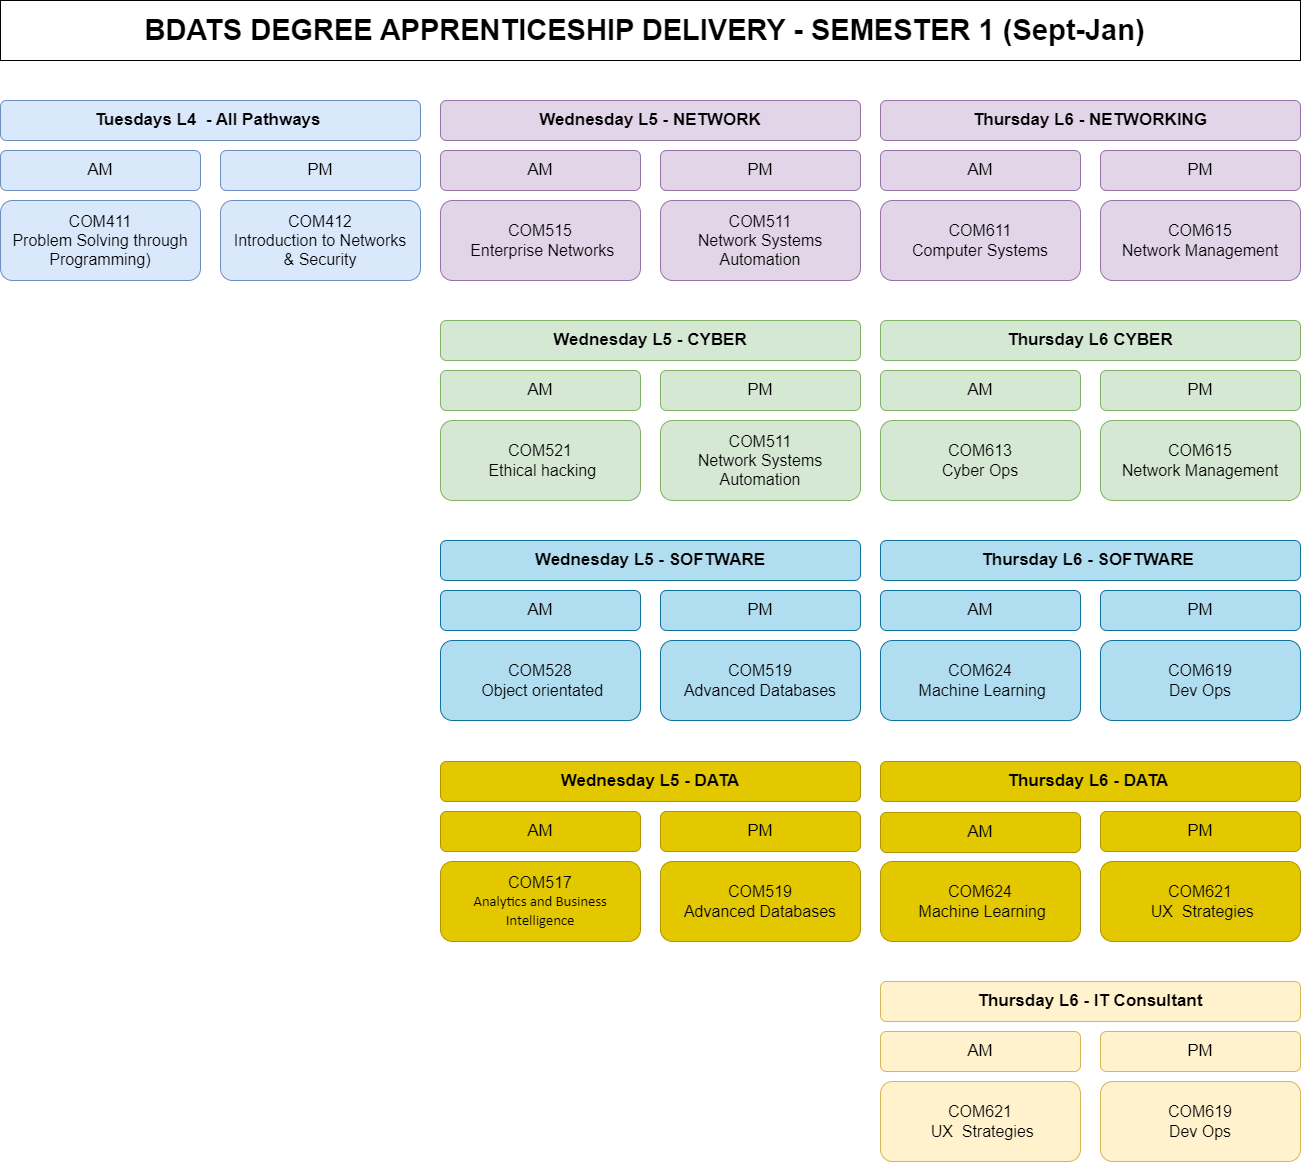 BDATS DEGREE APPRENTICESHIP DELIVERY - SEMESTER 1 (Sept-Jan)
Tuesdays L4  - All Pathways
AM
PM
COM411
Problem Solving through
Programming)
COM412
Introduction to Networks
& Security
Wednesday L5 - NETWORK
AM
PM
COM515
Enterprise Networks
COM511
Network Systems
Automation
Thursday L6 - NETWORKING
AM
PM
COM611
Computer Systems
COM615
Network Management
Wednesday L5 - CYBER
AM
PM
COM521
Ethical hacking
COM511
Network Systems
Automation
Thursday L6 CYBER
AM
PM
COM613
Cyber Ops
COM615
Network Management
Wednesday L5 - SOFTWARE
AM
PM
COM528
Object orientated
COM519
Advanced Databases
Thursday L6 - SOFTWARE
AM
PM
COM624
Machine Learning
COM619
Dev Ops
Wednesday L5 - DATA
AM
PM
COM517
Analytics and Business
Intelligence
COM519
Advanced Databases
Thursday L6 - DATA
AM
PM
COM624
Machine Learning
COM621
UX  Strategies
Thursday L6 - IT Consultant
AM
PM
COM621
UX  Strategies
COM619
Dev Ops